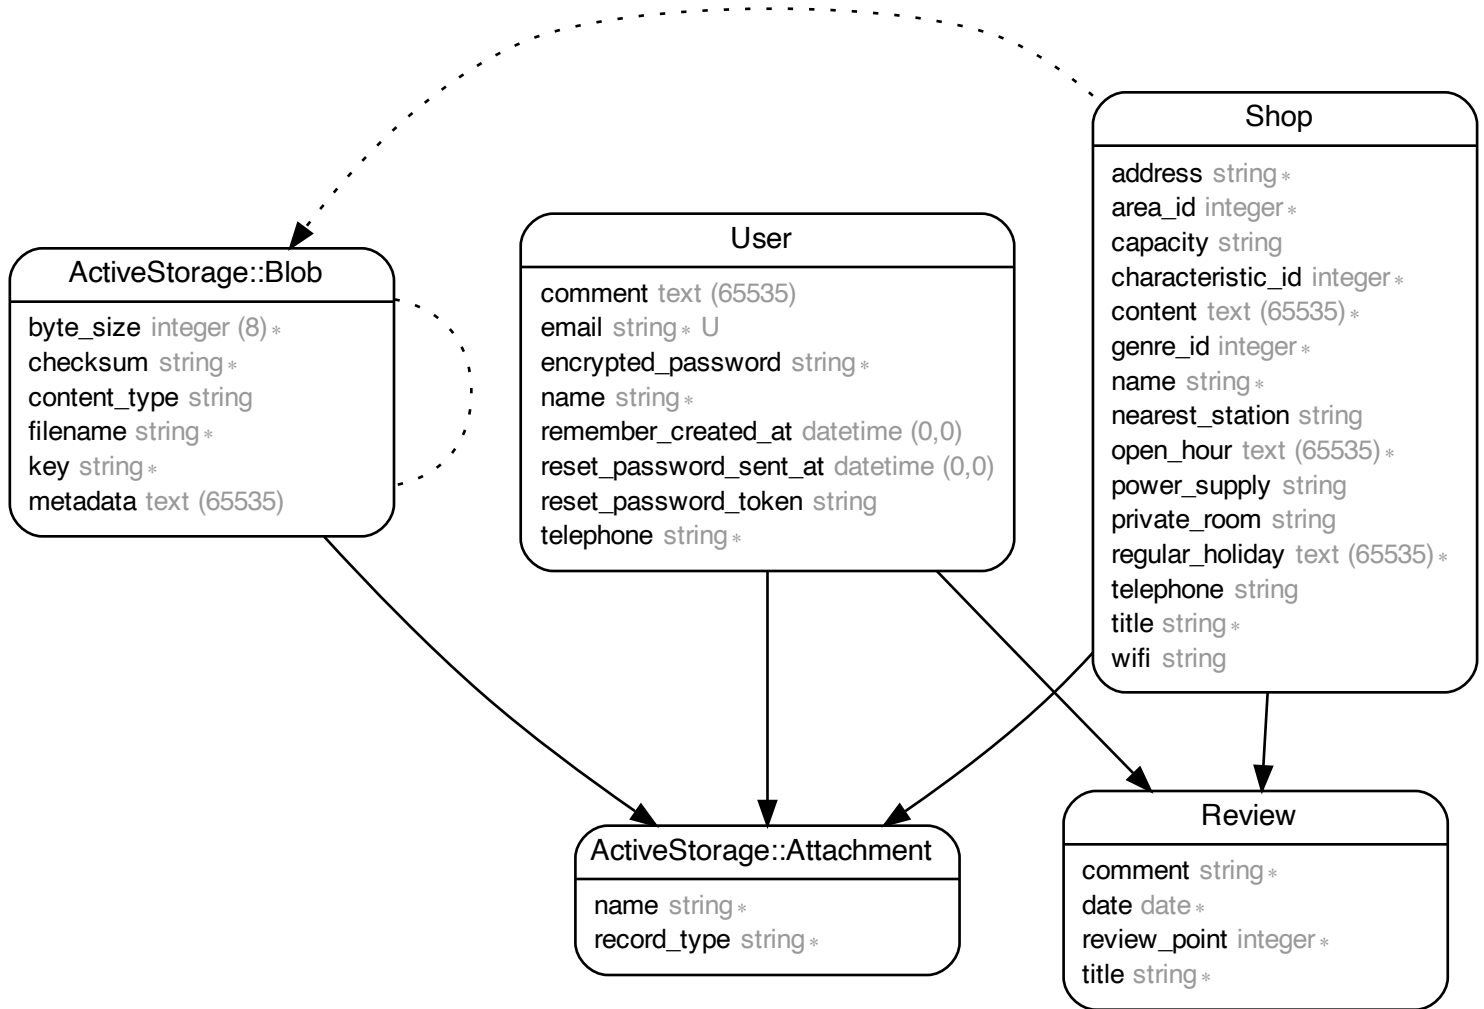 Shop
address string *
area_id integer *
capacity string
characteristic_id integer *
content text (65535) *
genre_id integer *
name string *
nearest_station string
open_hour text (65535) *
power_supply string
private_room string
regular_holiday text (65535) *
telephone string
title string *
wifi string
User
comment text (65535)
email string * U
encrypted_password string *
name string *
remember_created_at datetime (0,0)
reset_password_sent_at datetime (0,0)
reset_password_token string
telephone string *
ActiveStorage::Blob
byte_size integer (8) *
checksum string *
content_type string
filename string *
key string *
metadata text (65535)
ActiveStorage::Attachment
name string *
record_type string *
Review
comment string *
date date *
review_point integer *
title string *